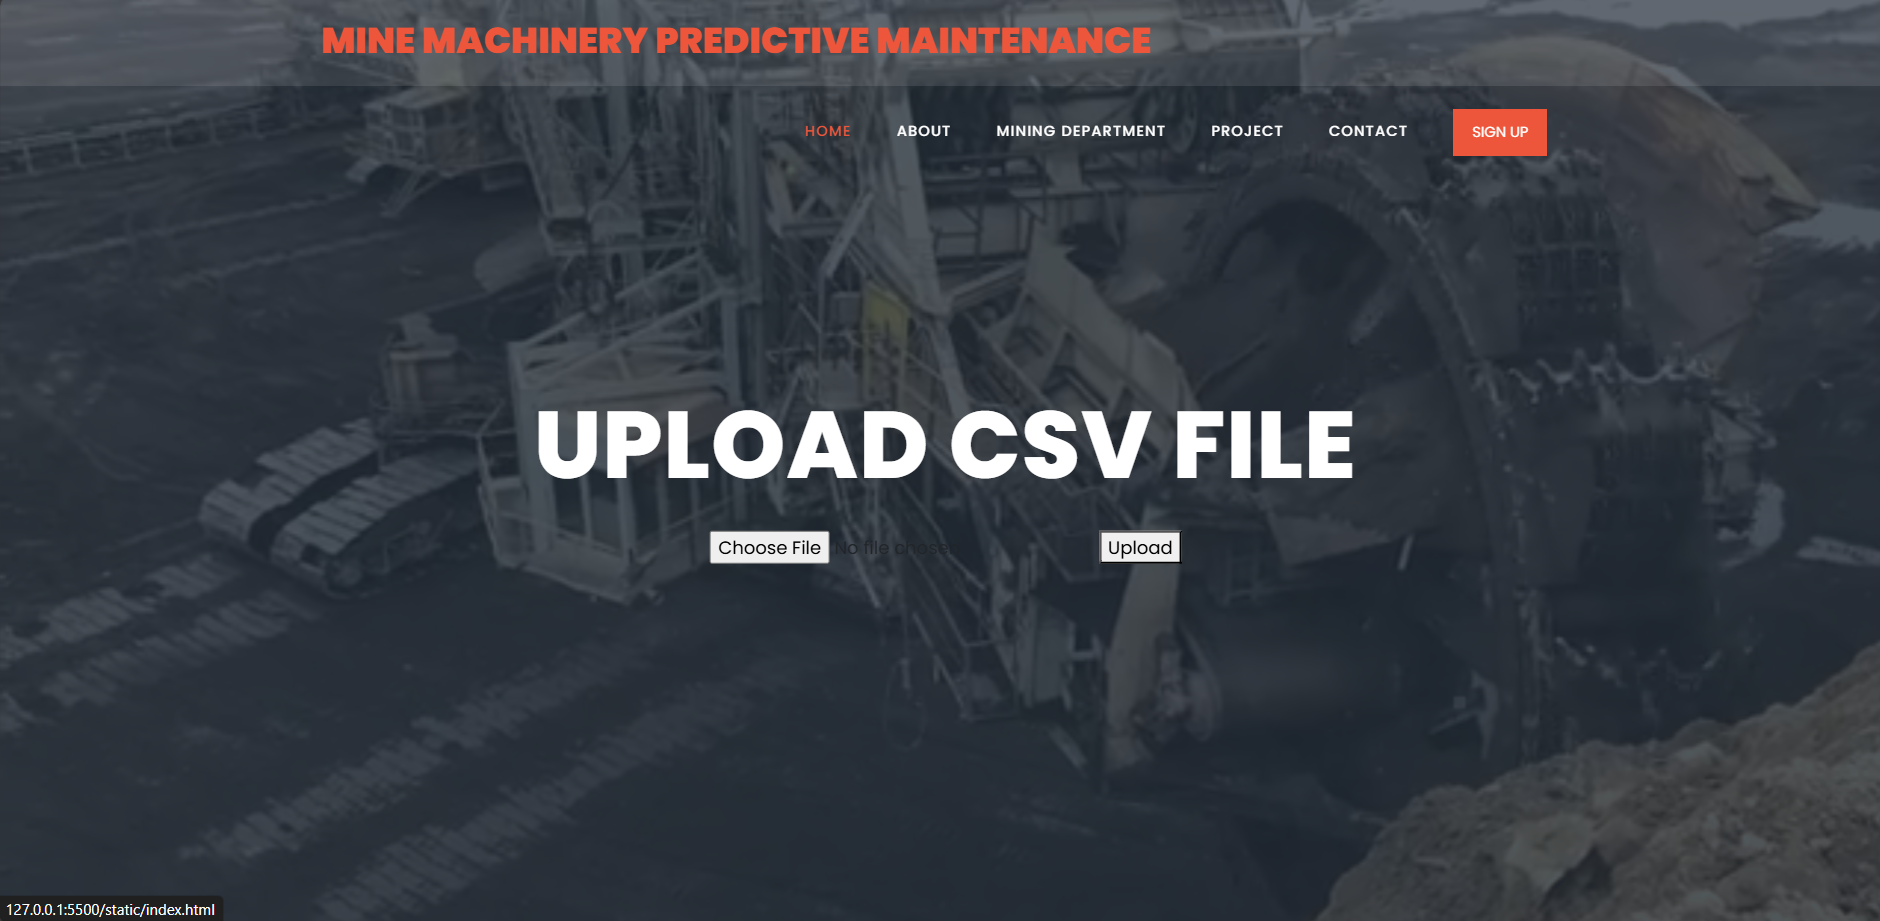 MINE MACHINERY PREDICTIVE MAINTENANCE
HOME ABOUT MINING DEPARTMENT PROJECT CONTACT SIGN UP
UPLOAD CSV FILE
Choose File No file chosen Upload
127.0.0.1:5500/static/index.html